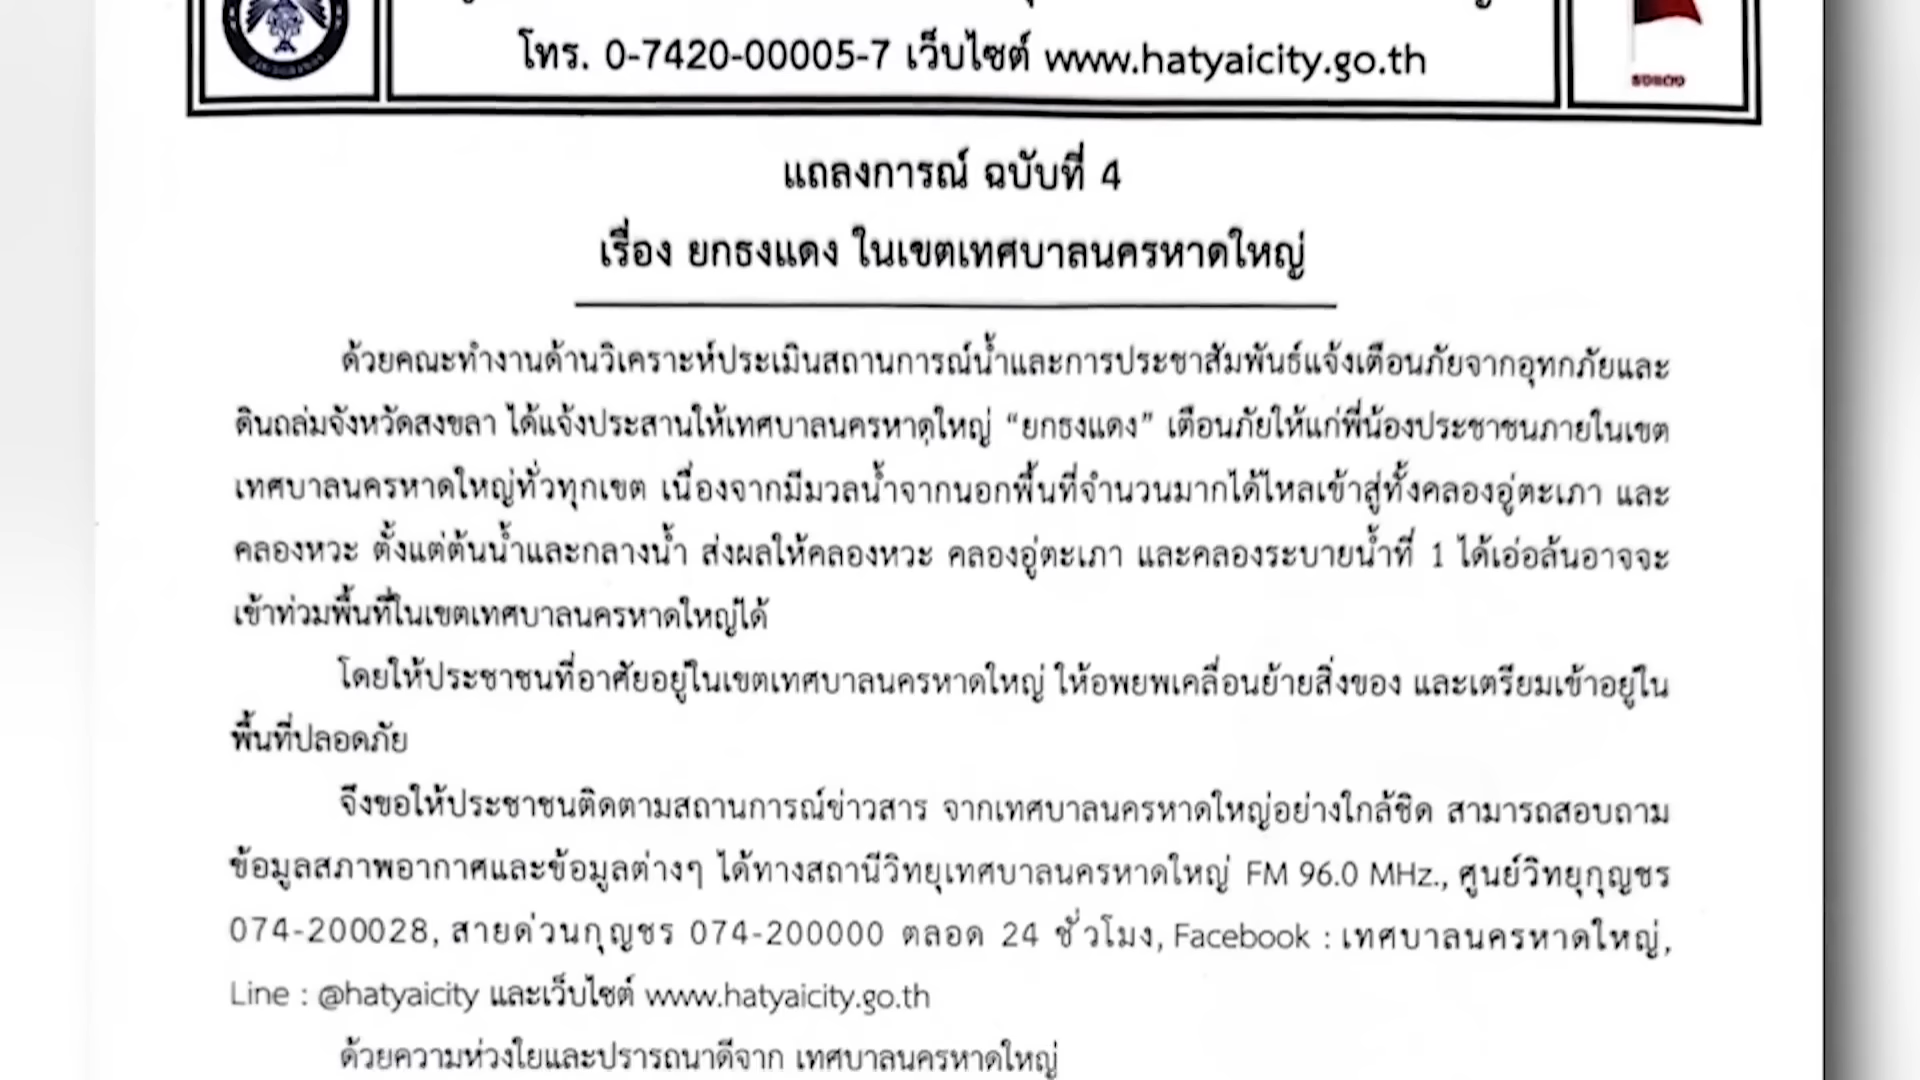 โทร. 0-7420-00005-7 เว็บไซต์ www.hatyaicity.go.th
ธงแดง
แถลงการณ์ ฉบับที่ 4
เรื่อง ยกธงแดง ในเขตเทศบาลนครหาดใหญ่
ด้วยคณะทำงานด้านวิเคราะห์ประเมินสถานการณ์น้ำและการประชาสัมพันธ์แจ้งเตือนภัยจากอุทกภัยและ
ดินถล่มจังหวัดสงขลา ได้แจ้งประสานให้เทศบาลนครหาดใหญ่ “ยกธงแดง” เตือนภัยให้แก่พี่น้องประชาชนภายในเขต
เทศบาลนครหาดใหญ่ทั่วทุกเขต เนื่องจากมีมวลน้ำจากนอกพื้นที่จำนวนมากได้ไหลเข้าสู่ทั้งคลองอู่ตะเภา และ
คลองหวะ ตั้งแต่ต้นน้ำและกลางน้ำ ส่งผลให้คลองหวะ คลองอู่ตะเภา และคลองระบายน้ำที่ 1 ได้เอ่อล้นอาจจะ
เข้าท่วมพื้นที่ในเขตเทศบาลนครหาดใหญ่ได้
โดยให้ประชาชนที่อาศัยอยู่ในเขตเทศบาลนครหาดใหญ่ ให้อพยพเคลื่อนย้ายสิ่งของ และเตรียมเข้าอยู่ใน
พื้นที่ปลอดภัย
จึงขอให้ประชาชนติดตามสถานการณ์ข่าวสาร จากเทศบาลนครหาดใหญ่อย่างใกล้ชิด สามารถสอบถาม
ข้อมูลสภาพอากาศและข้อมูลต่างๆ ได้ทางสถานีวิทยุเทศบาลนครหาดใหญ่ FM 96.0 MHz., ศูนย์วิทยุกุญชร
074-200028, สายด่วนกุญชร 074-200000 ตลอด 24 ชั่วโมง, Facebook : เทศบาลนครหาดใหญ่,
Line : @hatyaicity และเว็บไซต์ www.hatyaicity.go.th
ด้วยความห่วงใยและปรารถนาดีจาก เทศบาลนครหาดใหญ่